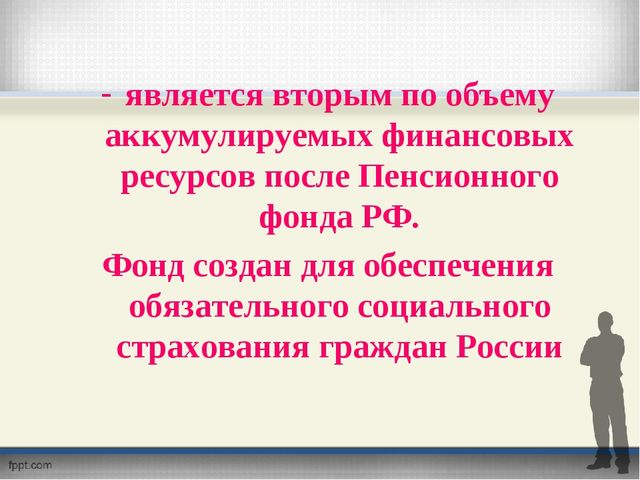 - является вторым по объему
аккумулируемых финансовых
ресурсов после Пенсионного
фонда РФ.
Фонд создан для обеспечения
обязательного социального
страхования граждан России
fppt.com